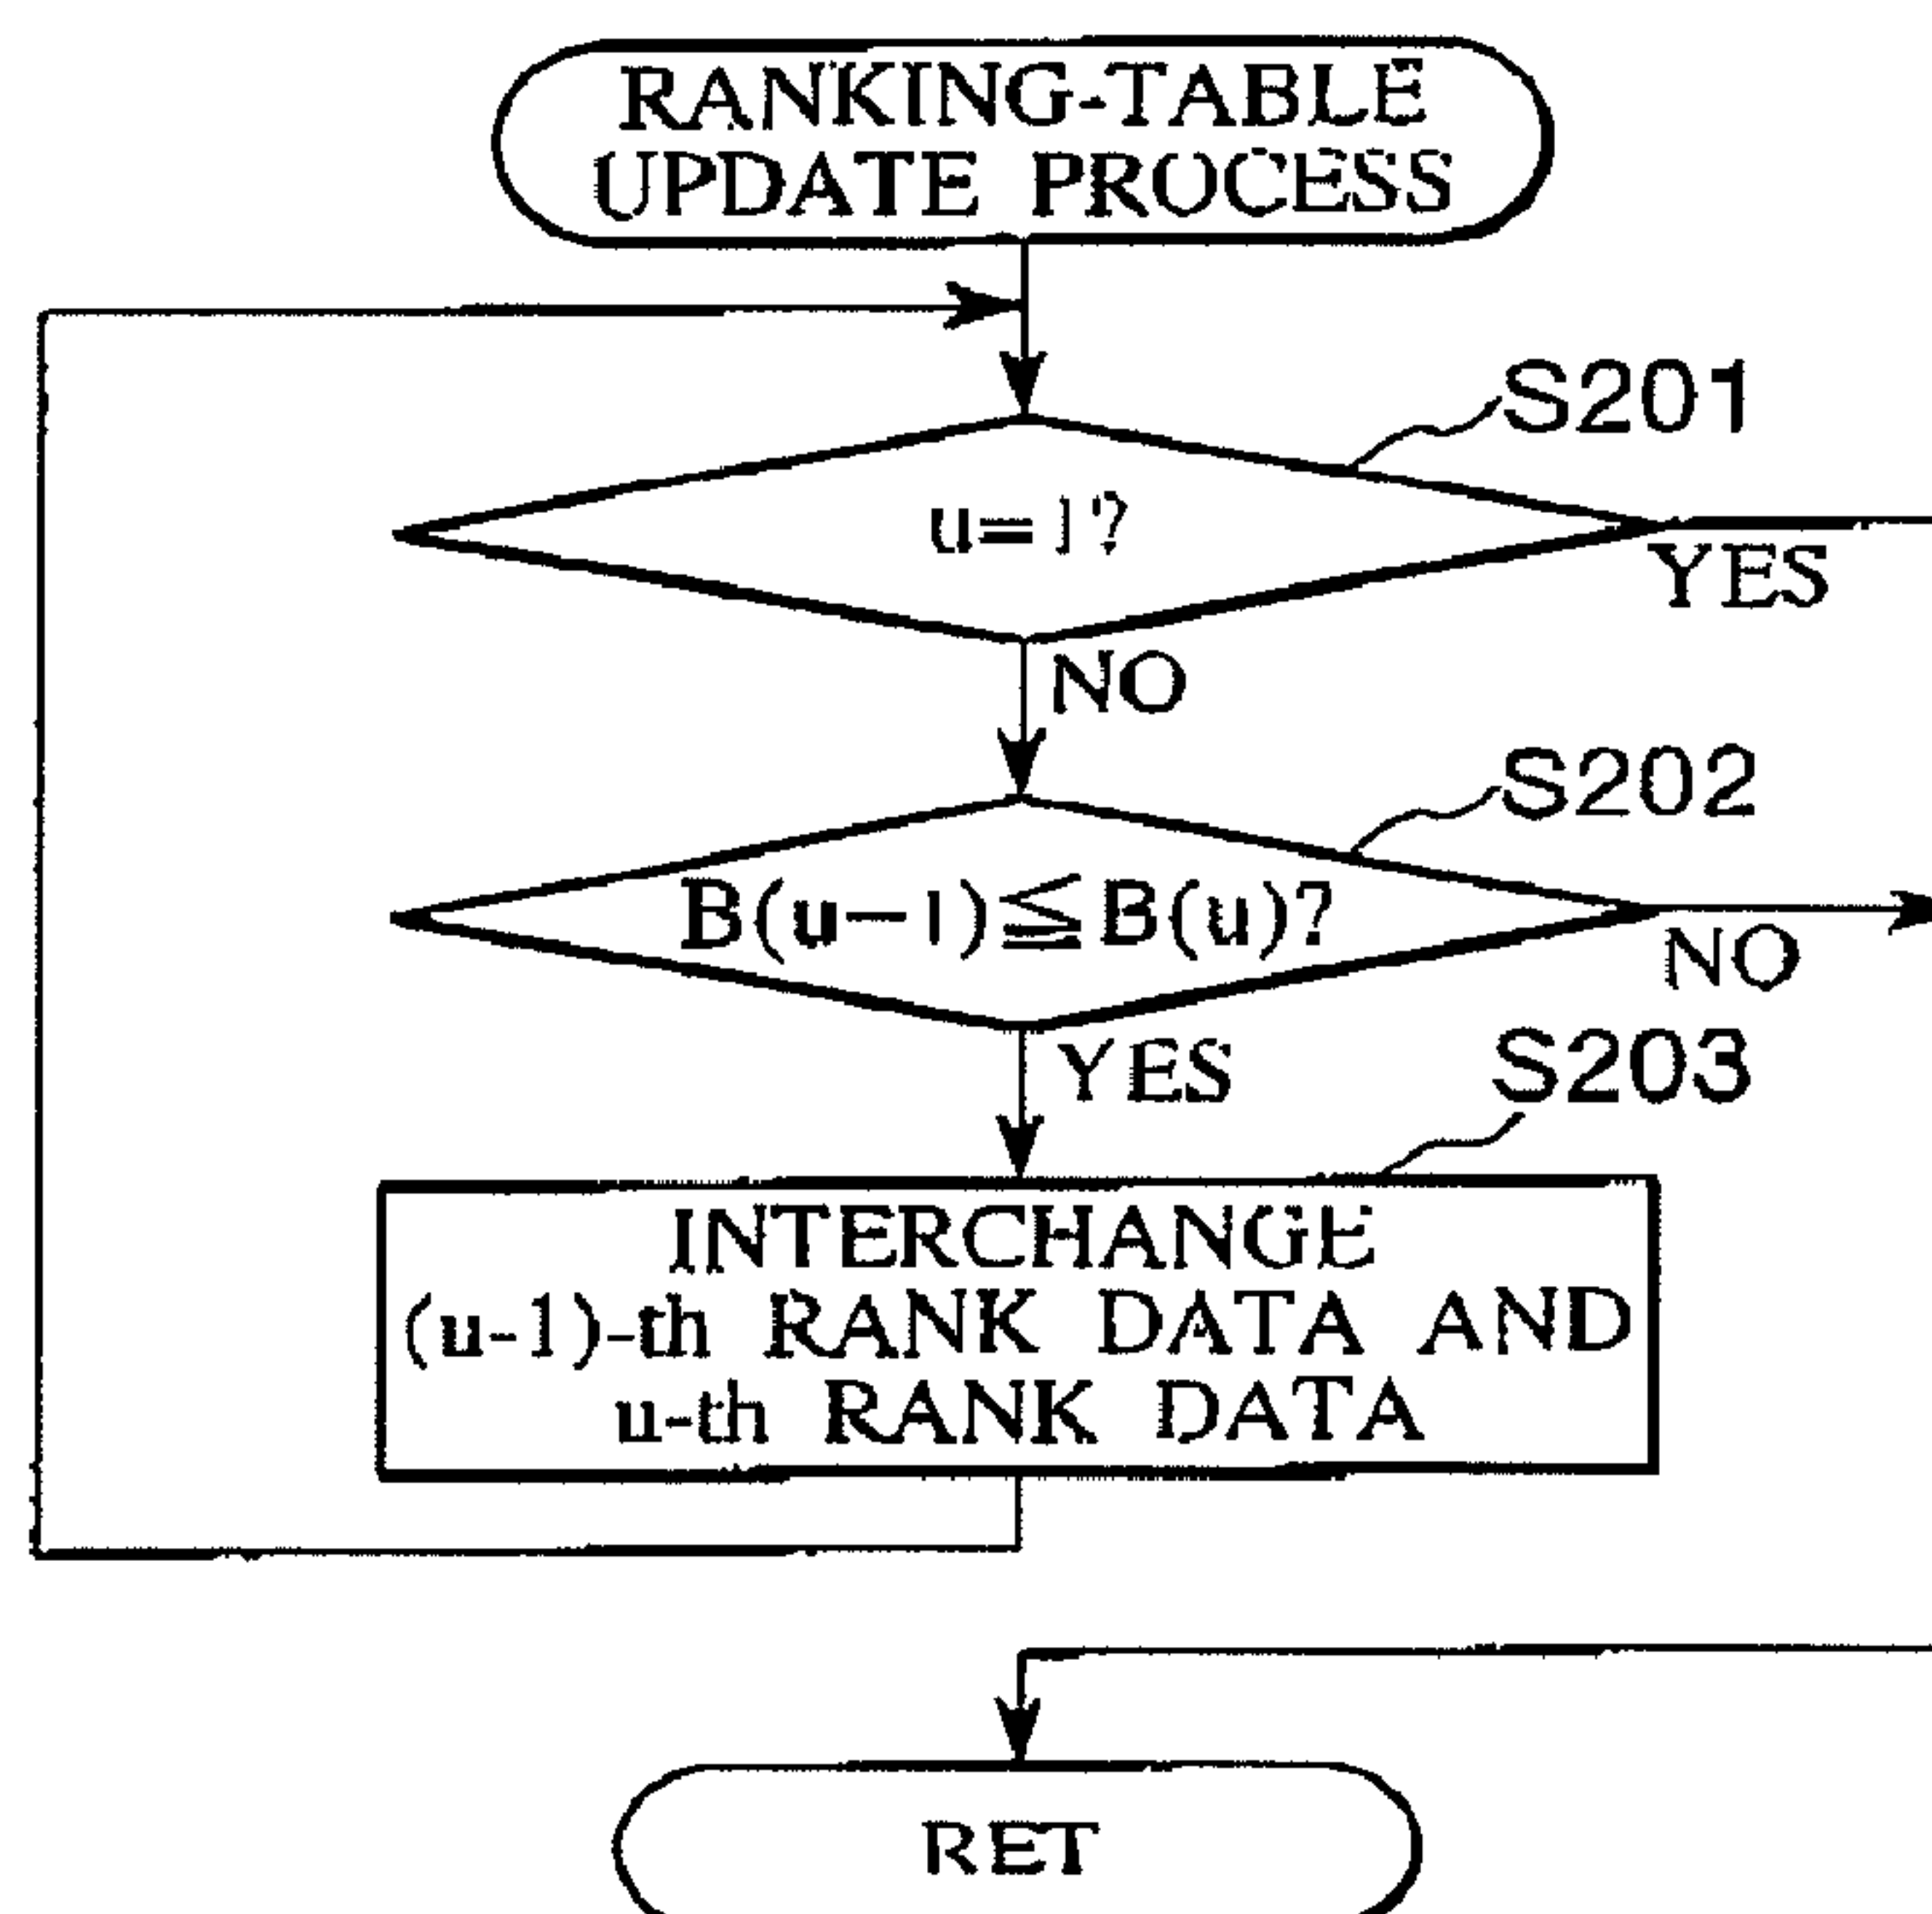 RANKING-TABLE
UPDATE PROCESS
S201
u=1?
YES
NO
S202
B(u−1)≦B(u)?
NO
YES
S203
INTERCHANGE
(u-1)-th RANK DATA AND
u-th RANK DATA
RET